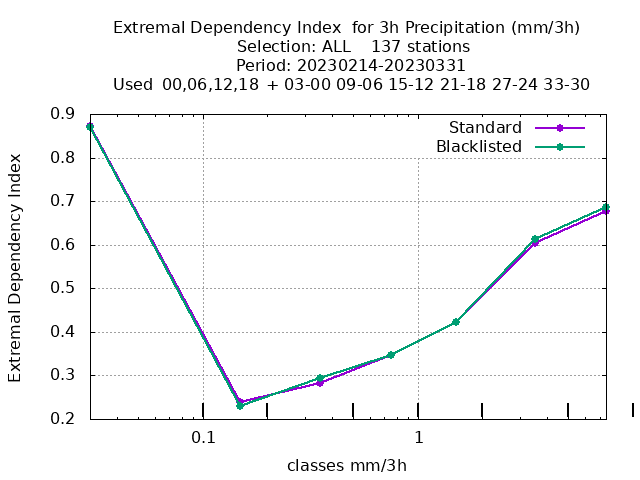 Extremal Dependency Index  for 3h Precipitation (mm/3h)
Selection: ALL    137 stations
Period: 20230214-20230331
Used  00,06,12,18  + 03-00 09-06 15-12 21-18 27-24 33-30
Standard
Blacklisted
Extremal Dependency Index
0.9
0.8
0.7
0.6
0.5
0.4
0.3
0.2
0.1
1
classes mm/3h